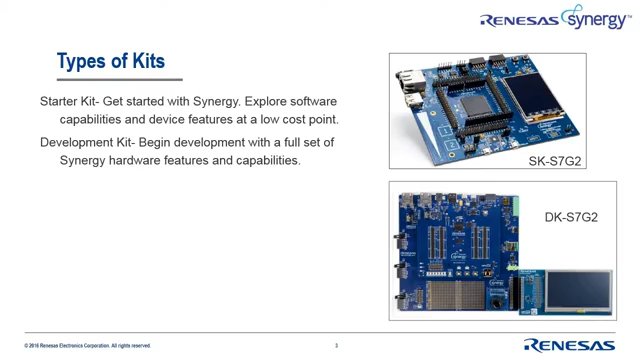 RENESAS Synergy™
Types of Kits
Starter Kit- Get started with Synergy. Explore software
capabilities and device features at a low cost point.
Development Kit- Begin development with a full set of
Synergy hardware features and capabilities.
SK-S7G2
DK-S7G2
RENESAS
© 2016 Renesas Electronics Corporation. All rights reserved.
3
RENESAS